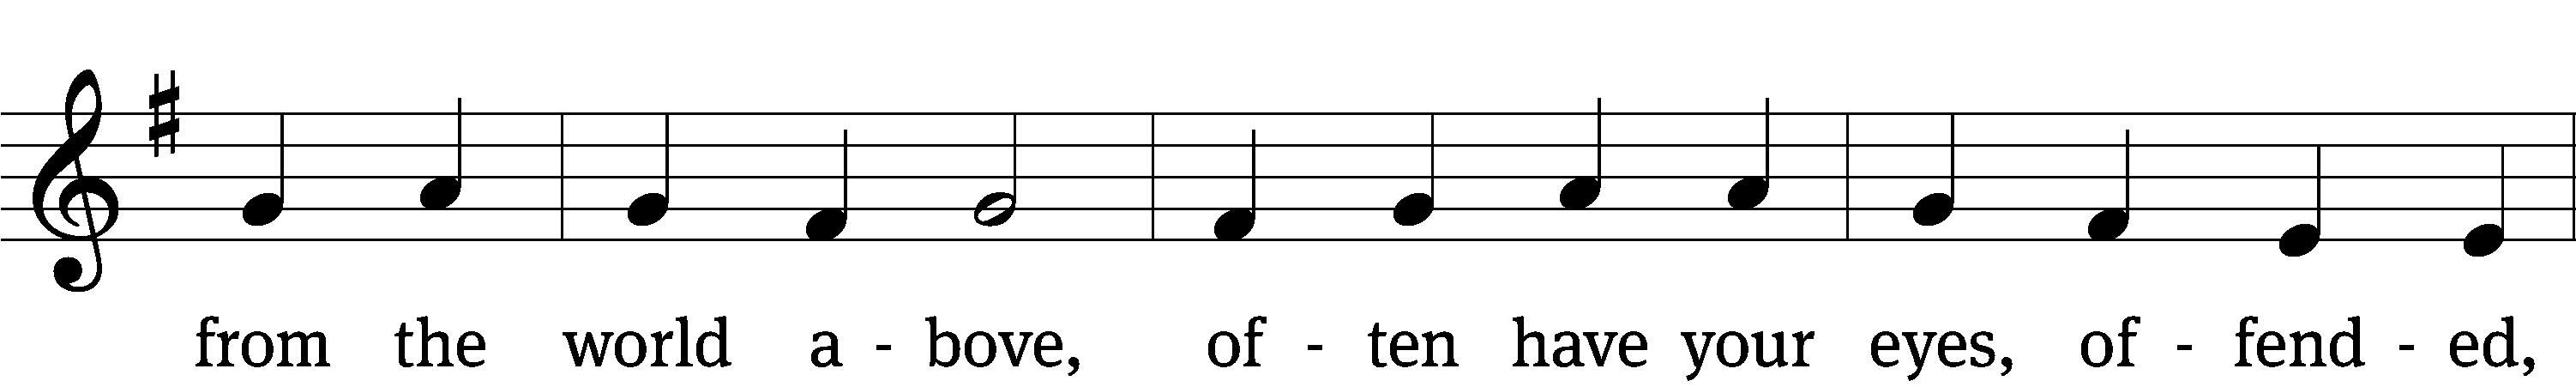 from the world a - bove, of - ten have your eyes, of - fend - ed,